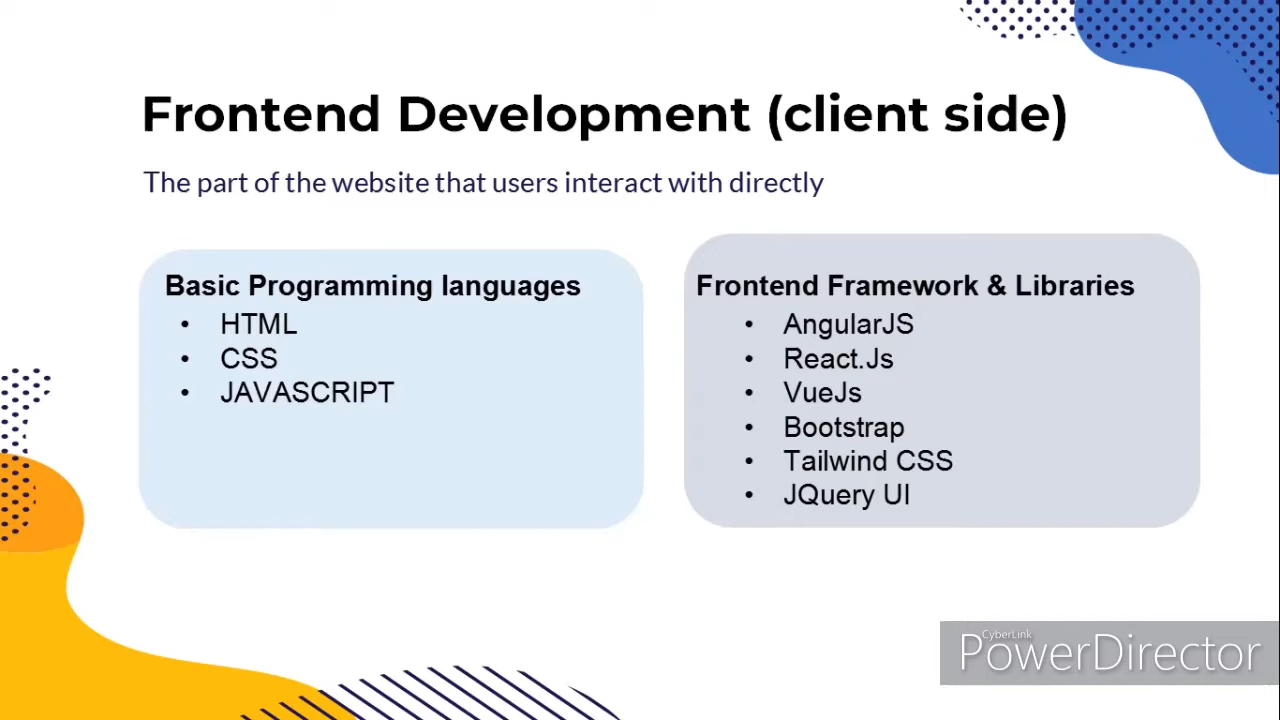 Frontend Development (client side)
The part of the website that users interact with directly
Basic Programming languages
• HTML
• CSS
• JAVASCRIPT
Frontend Framework & Libraries
• AngularJS
• React.Js
• VueJs
• Bootstrap
• Tailwind CSS
• JQuery UI
CyberLink
PowerDirector